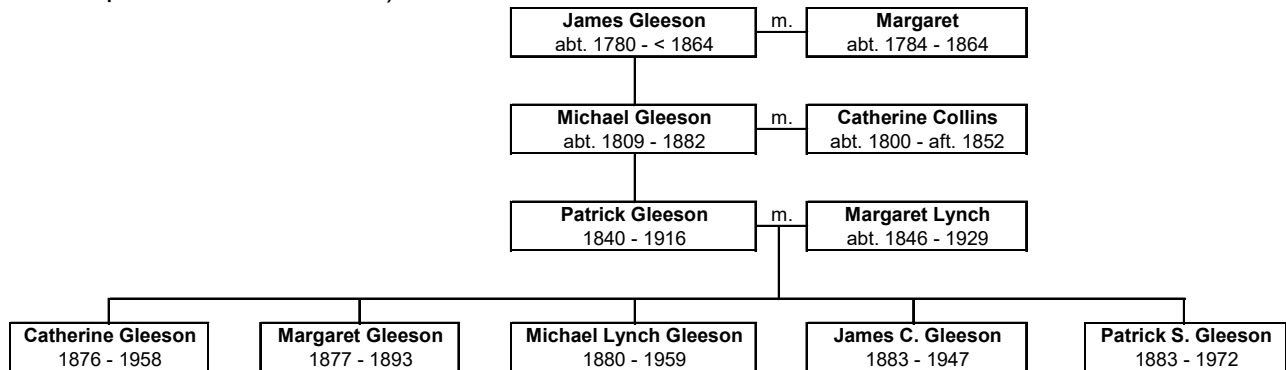 James Gleeson m. Margaret
abt. 1780 - < 1864 abt. 1784 - 1864
Michael Gleeson m. Catherine Collins
abt. 1809 - 1882 abt. 1800 - aft. 1852
Patrick Gleeson m. Margaret Lynch
1840 - 1916 abt. 1846 - 1929
Catherine Gleeson Margaret Gleeson Michael Lynch Gleeson James C. Gleeson Patrick S. Gleeson
1876 - 1958 1877 - 1893 1880 - 1959 1883 - 1947 1883 - 1972